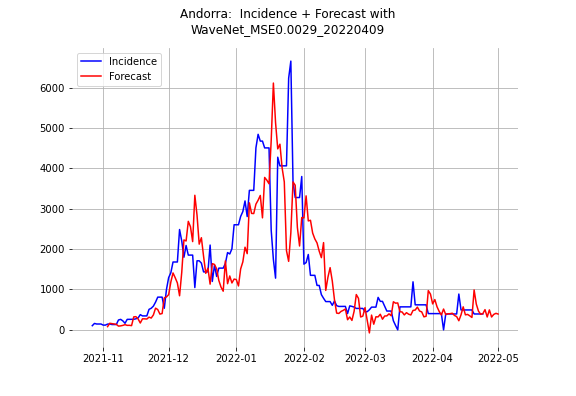 Andorra:  Incidence + Forecast with
WaveNet_MSE0.0029_20220409
Incidence
Forecast
6000
5000
4000
3000
2000
1000
0
2021-11 2021-12 2022-01 2022-02 2022-03 2022-04 2022-05